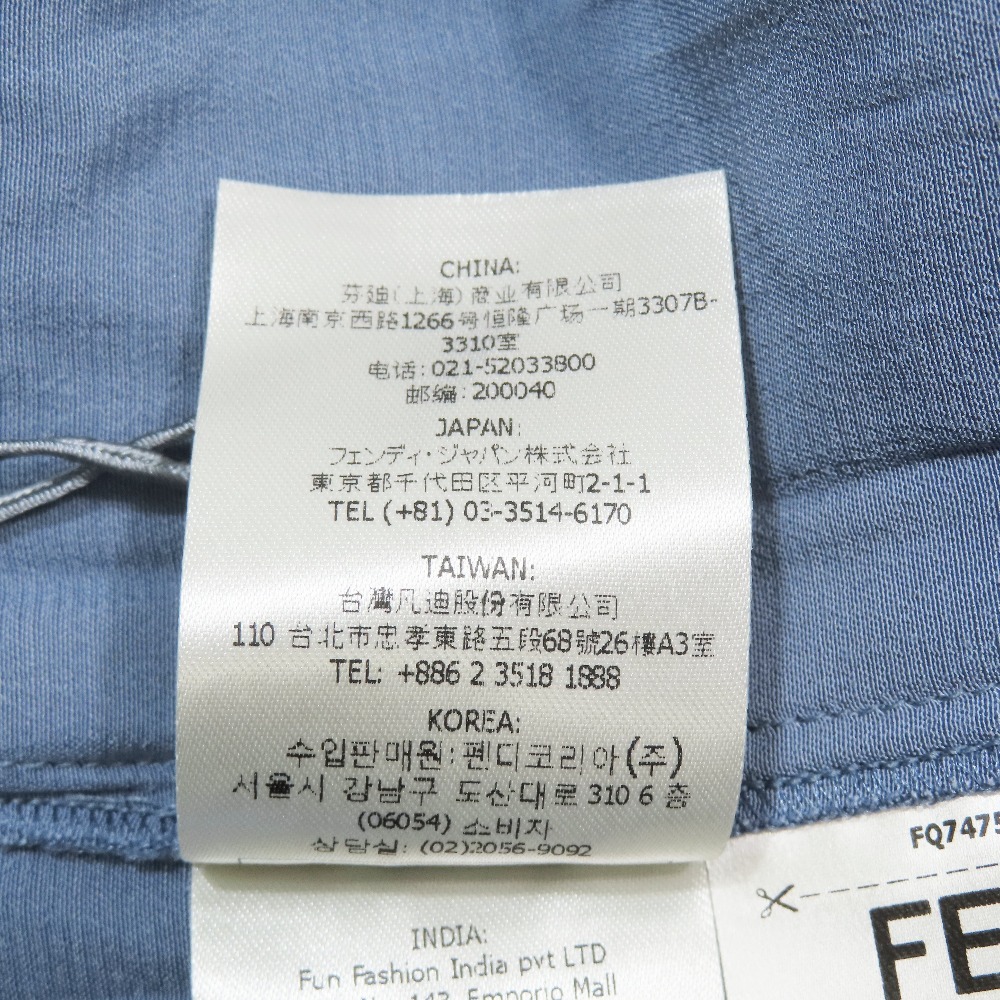 CHINA:
芬迪(上海)商业有限公司
上海南京西路1266号恒隆广场一期3307B-
3310室
电话:021-52033800
邮编:200040
JAPAN:
フェンディ・ジャパン株式会社
東京都千代田区平河町2-1-1
TEL (+81) 03-3514-6170
TAIWAN:
台灣凡迪股份有限公司
110 台北市忠孝東路五段68號26樓A3室
TEL: +886 2 3518 1888
KOREA:
수입판매원:펜디코리아(주)
서울시 강남구 도산대로 310 6 층
(06054) 소비자
상담실: (02)2056-9092
INDIA:
Fun Fashion India pvt LTD
142, Emporio Mall
FQ7475
FE